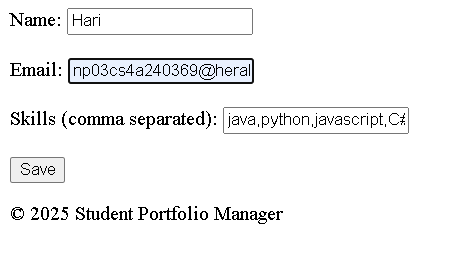 Name: Hari
Email: np03cs4a240369@heral
Skills (comma separated): java,python,javascript,C#
Save
© 2025 Student Portfolio Manager